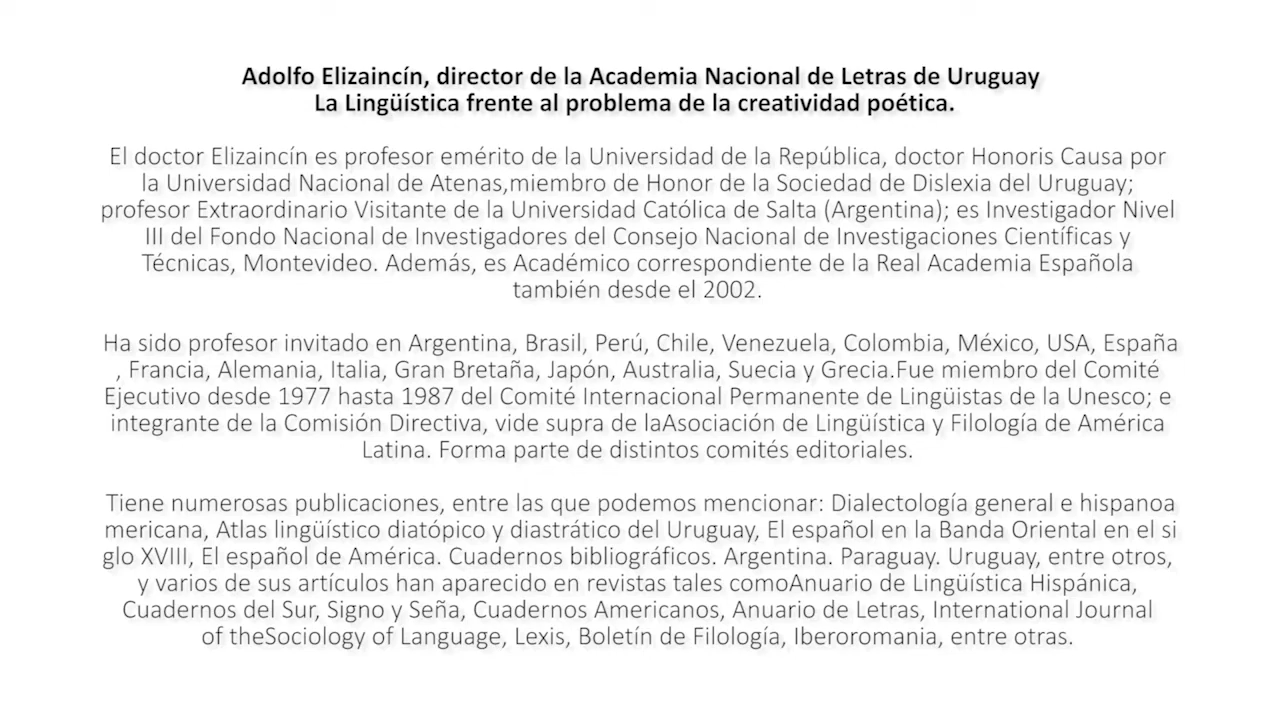 Adolfo Elizaincín, director de la Academia Nacional de Letras de Uruguay
La Lingüística frente al problema de la creatividad poética.
El doctor Elizaincín es profesor emérito de la Universidad de la República, doctor Honoris Causa por
la Universidad Nacional de Atenas,miembro de Honor de la Sociedad de Dislexia del Uruguay;
profesor Extraordinario Visitante de la Universidad Católica de Salta (Argentina); es Investigador Nivel
III del Fondo Nacional de Investigadores del Consejo Nacional de Investigaciones Científicas y
Técnicas, Montevideo. Además, es Académico correspondiente de la Real Academia Española
también desde el 2002.
Ha sido profesor invitado en Argentina, Brasil, Perú, Chile, Venezuela, Colombia, México, USA, España
, Francia, Alemania, Italia, Gran Bretaña, Japón, Australia, Suecia y Grecia.Fue miembro del Comité
Ejecutivo desde 1977 hasta 1987 del Comité Internacional Permanente de Lingüistas de la Unesco; e
integrante de la Comisión Directiva, vide supra de laAsociación de Lingüística y Filología de América
Latina. Forma parte de distintos comités editoriales.
Tiene numerosas publicaciones, entre las que podemos mencionar: Dialectología general e hispanoa
mericana, Atlas lingüístico diatópico y diastrático del Uruguay, El español en la Banda Oriental en el si
glo XVIII, El español de América. Cuadernos bibliográficos. Argentina. Paraguay. Uruguay, entre otros,
y varios de sus artículos han aparecido en revistas tales comoAnuario de Lingüística Hispánica,
Cuadernos del Sur, Signo y Seña, Cuadernos Americanos, Anuario de Letras, International Journal
of theSociology of Language, Lexis, Boletín de Filología, Iberoromania, entre otras.